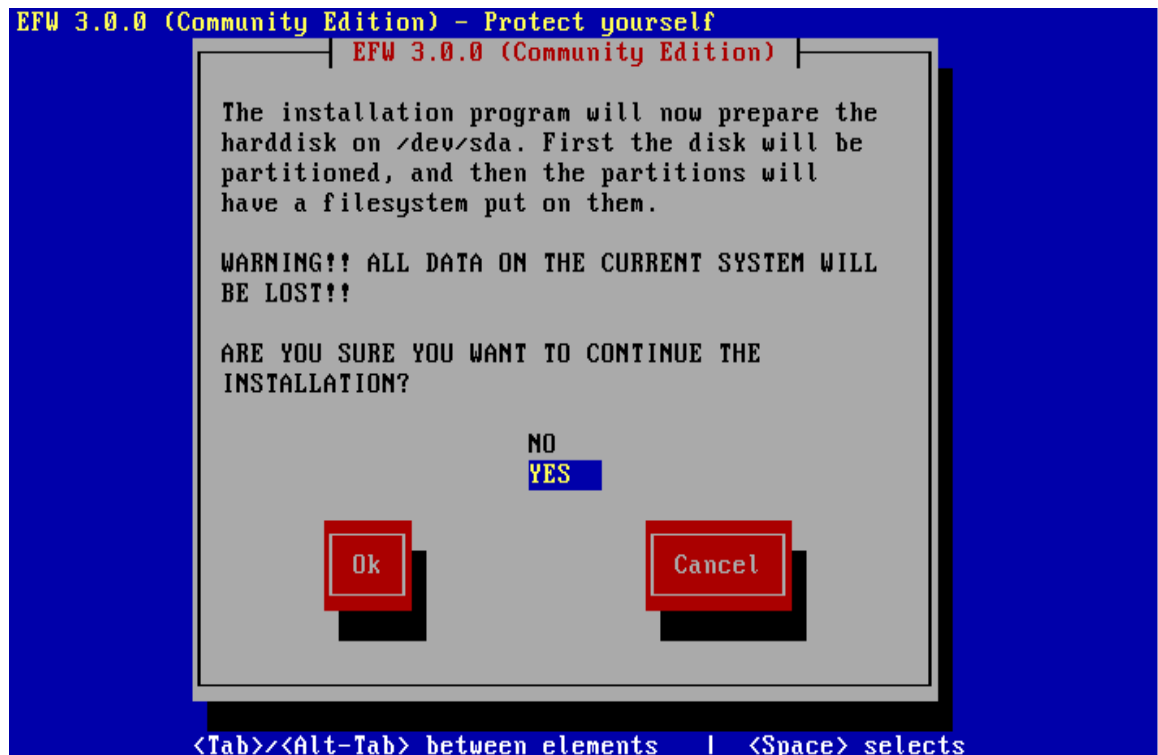 EFW 3.0.0 (Community Edition) - Protect yourself
EFW 3.0.0 (Community Edition)
The installation program will now prepare the
harddisk on /dev/sda. First the disk will be
partitioned, and then the partitions will
have a filesystem put on them.
WARNING!! ALL DATA ON THE CURRENT SYSTEM WILL
BE LOST!!
ARE YOU SURE YOU WANT TO CONTINUE THE
INSTALLATION?
NO
YES
Ok Cancel
<Tab>/<Alt-Tab> between elements | <Space> selects